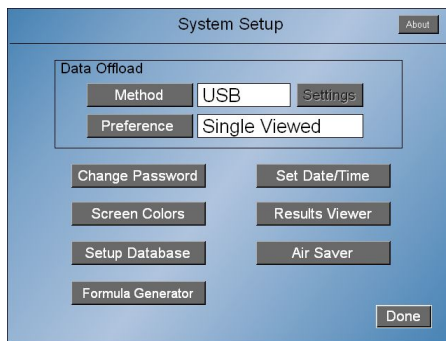 System Setup
About
Data Offload
Method USB Settings
Preference Single Viewed
Change Password Set Date/Time
Screen Colors Results Viewer
Setup Database Air Saver
Formula Generator
Done